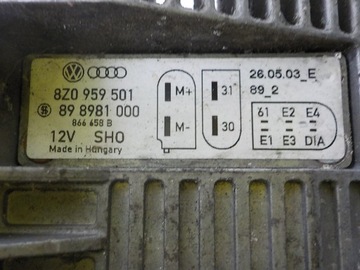 8Z0 959 501
89 8981 000
866 658 B
12V SHO
Made in Hungary
M+
M-
31
30
26.05.03_E
89_2
61 E2 E4
E1 E3 DIA